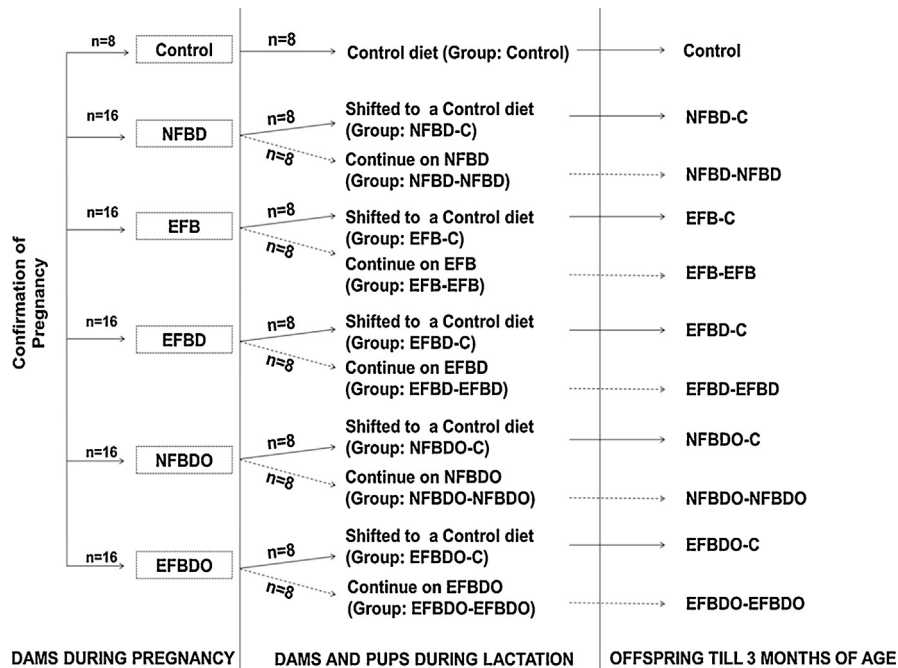 n=8
Control
n=8
Control diet (Group: Control)
Control
n=16
NFBD
n=8
Shifted to a Control diet
(Group: NFBD-C)
NFBD-C
n=8
Continue on NFBD
(Group: NFBD-NFBD)
NFBD-NFBD
n=16
EFB
n=8
Shifted to a Control diet
(Group: EFB-C)
EFB-C
n=8
Continue on EFB
(Group: EFB-EFB)
EFB-EFB
Confirmation of
Pregnancy
n=16
EFBD
n=8
Shifted to a Control diet
(Group: EFBD-C)
EFBD-C
n=8
Continue on EFBD
(Group: EFBD-EFBD)
EFBD-EFBD
n=16
NFBDO
n=8
Shifted to a Control diet
(Group: NFBDO-C)
NFBDO-C
n=8
Continue on NFBDO
(Group: NFBDO-NFBDO)
NFBDO-NFBDO
n=16
EFBDO
n=8
Shifted to a Control diet
(Group: EFBDO-C)
EFBDO-C
n=8
Continue on EFBDO
(Group: EFBDO-EFBDO)
EFBDO-EFBDO
DAMS DURING PREGNANCY
DAMS AND PUPS DURING LACTATION
OFFSPRING TILL 3 MONTHS OF AGE